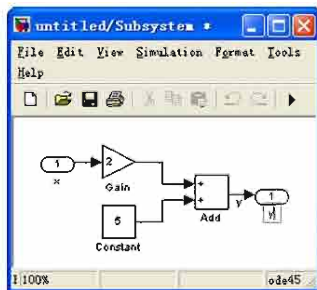 untitled/Subsystem *
File Edit View Simulation Format Tools
Help
1
x
2
Gain
5
Constant
+
+
Add
y
1
y
100%
ode45